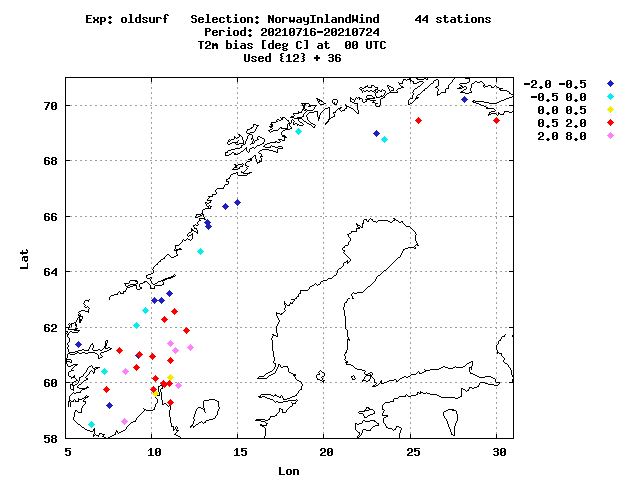 Exp: oldsurf   Selection: NorwayInlandWind     44 stations
Period: 20210716-20210724
T2m bias [deg C] at  00 UTC
Used {12} + 36
-2.0 -0.5
-0.5 0.0
0.0 0.5
0.5 2.0
2.0 8.0
70
68
66
64
62
60
58
Lat
5 10 15 20 25 30
Lon